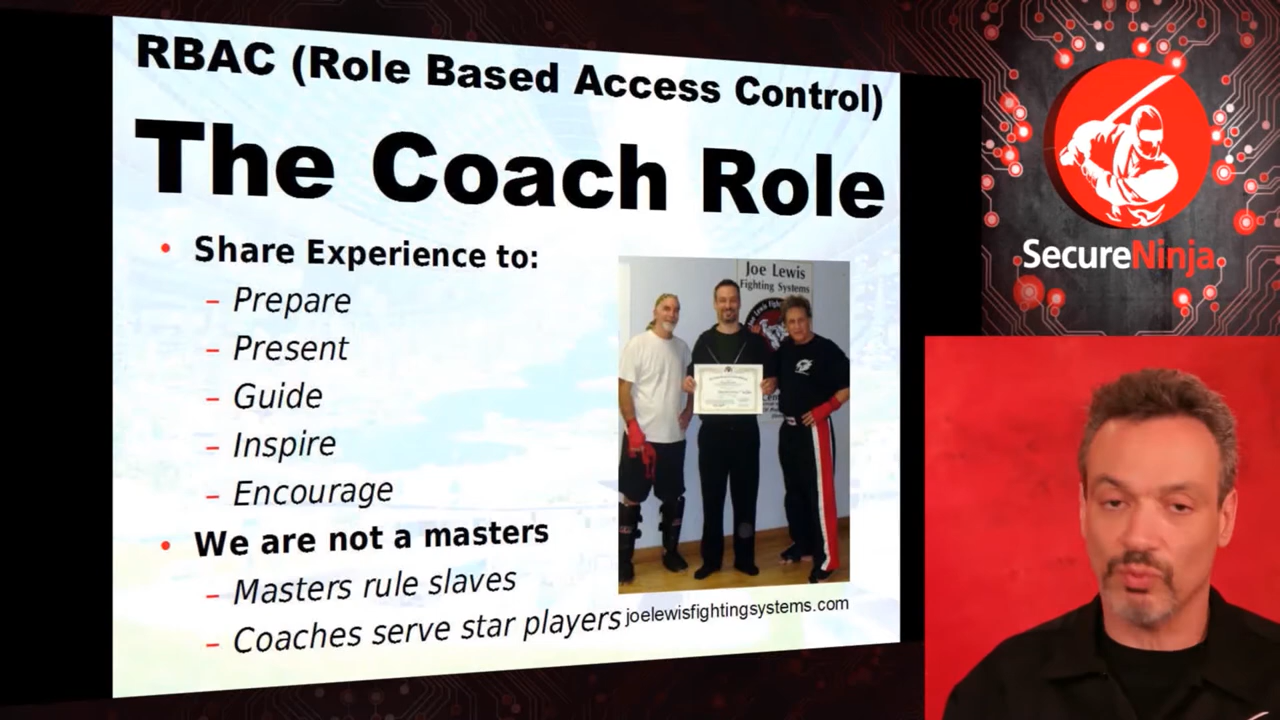 RBAC (Role Based Access Control)
The Coach Role
• Share Experience to:
– Prepare
– Present
– Guide
– Inspire
– Encourage
• We are not a masters
– Masters rule slaves
– Coaches serve star players
Joe Lewis
Fighting Systems
joelewisfightingsystems.com
SecureNinja